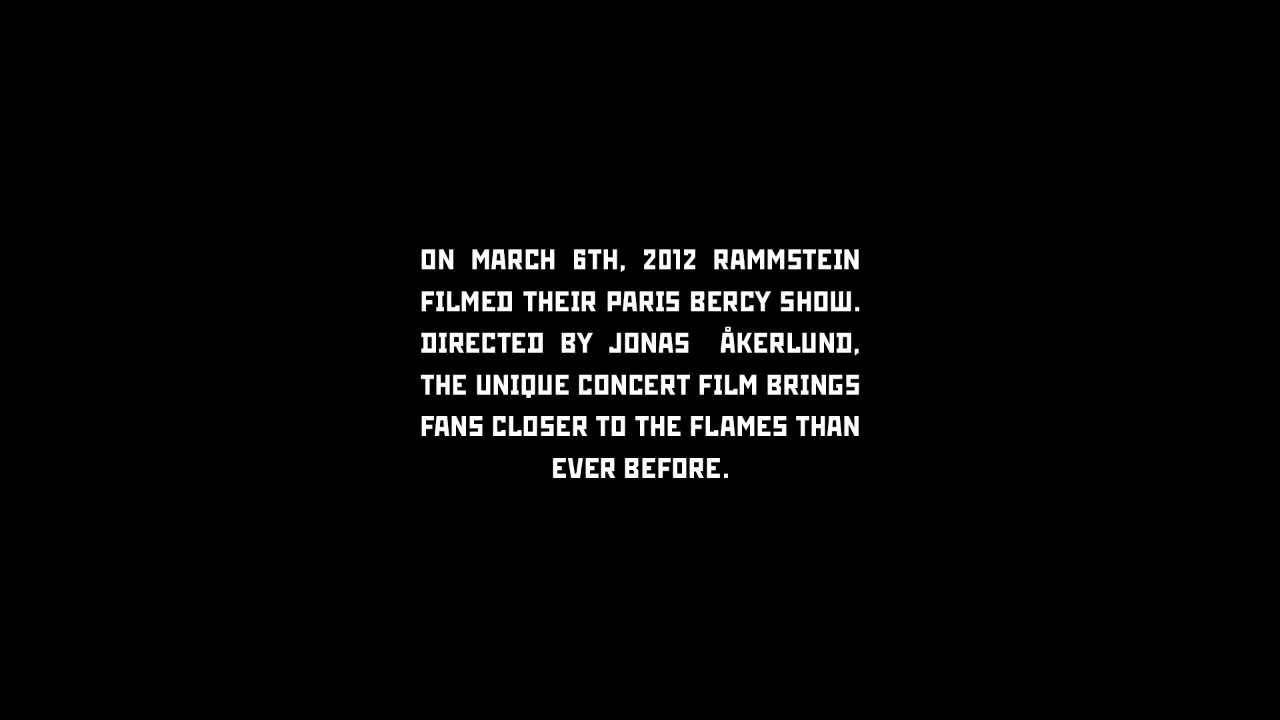 ON MARCH 6TH, 2012 RAMMSTEIN
FILMED THEIR PARIS BERCY SHOW.
DIRECTED BY JONAS ÅKERLUND,
THE UNIQUE CONCERT FILM BRINGS
FANS CLOSER TO THE FLAMES THAN
EVER BEFORE.